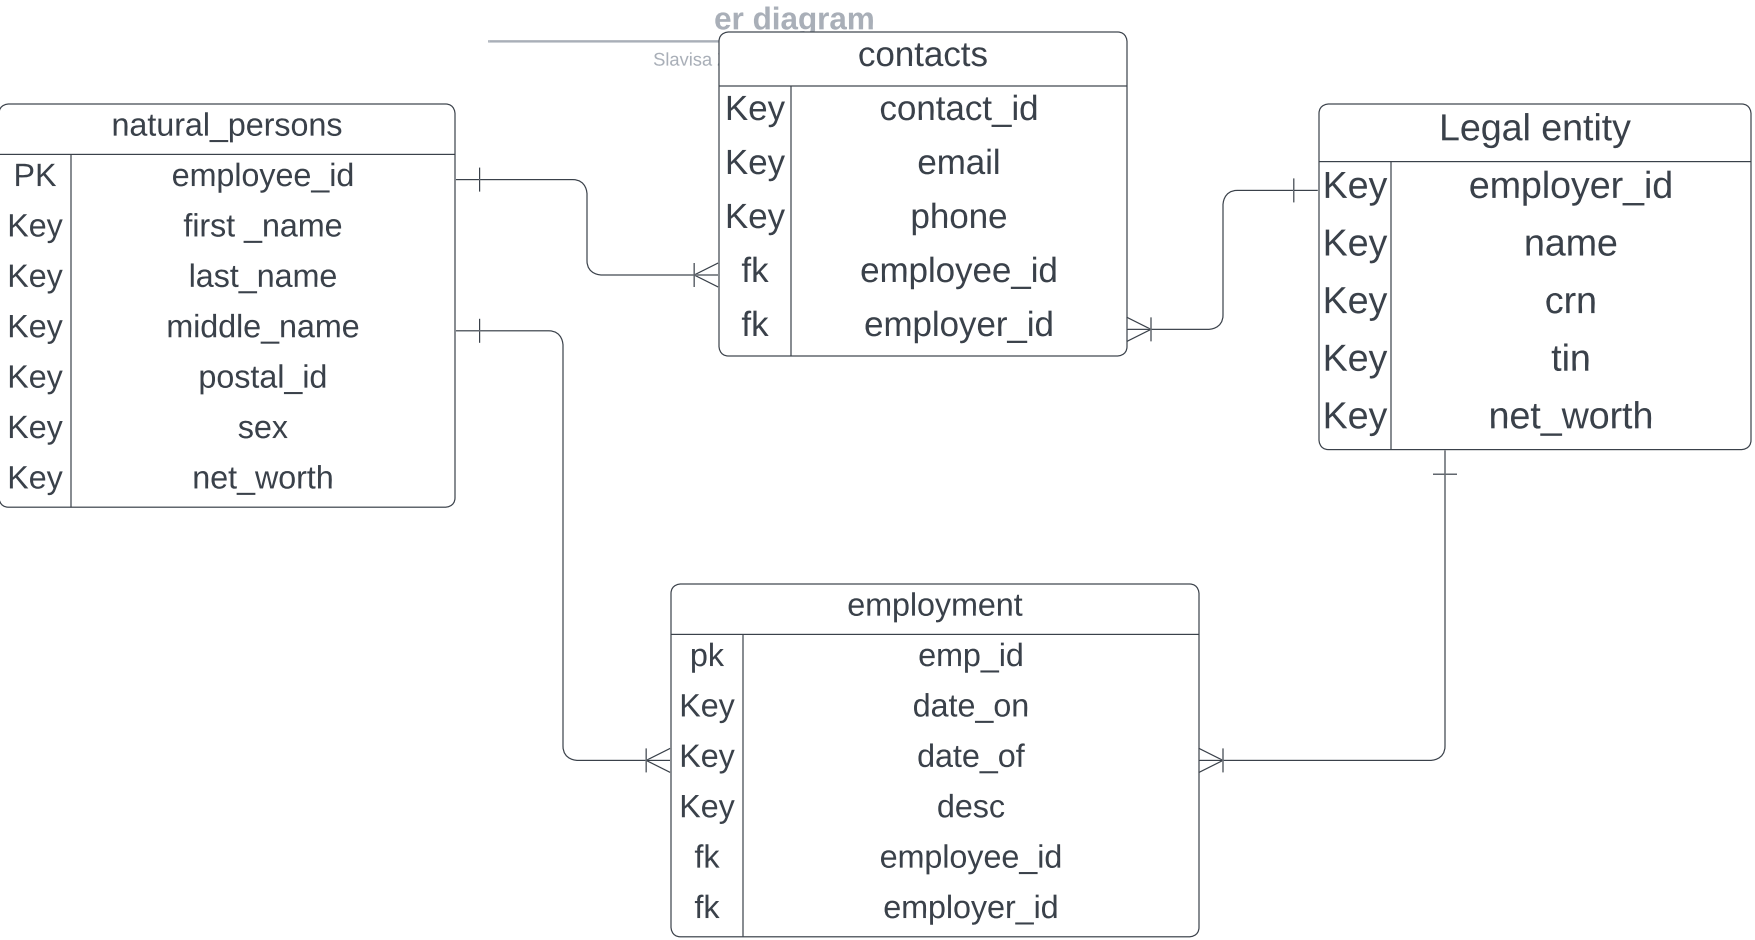 er diagram
Slavisa
contacts
Key contact_id
Key email
Key phone
fk employee_id
fk employer_id
natural_persons
PK employee_id
Key first _name
Key last_name
Key middle_name
Key postal_id
Key sex
Key net_worth
Legal entity
Key employer_id
Key name
Key crn
Key tin
Key net_worth
employment
pk emp_id
Key date_on
Key date_of
Key desc
fk employee_id
fk employer_id